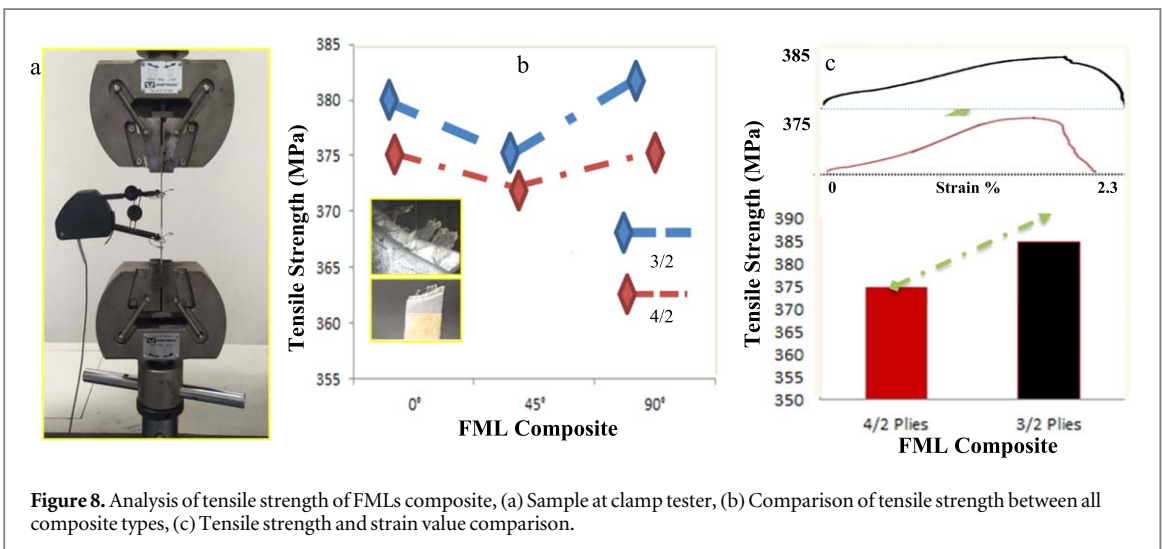 a
b
c
385
380
375
370
365
360
355
Tensile Strength (MPa)
3/2
4/2
0°
45°
90°
FML Composite
385
375
0
Strain %
2.3
Tensile Strength (MPa)
390
385
380
375
370
365
360
355
350
4/2 Plies
3/2 Plies
FML Composite
Figure 8. Analysis of tensile strength of FMLs composite, (a) Sample at clamp tester, (b) Comparison of tensile strength between all
composite types, (c) Tensile strength and strain value comparison.